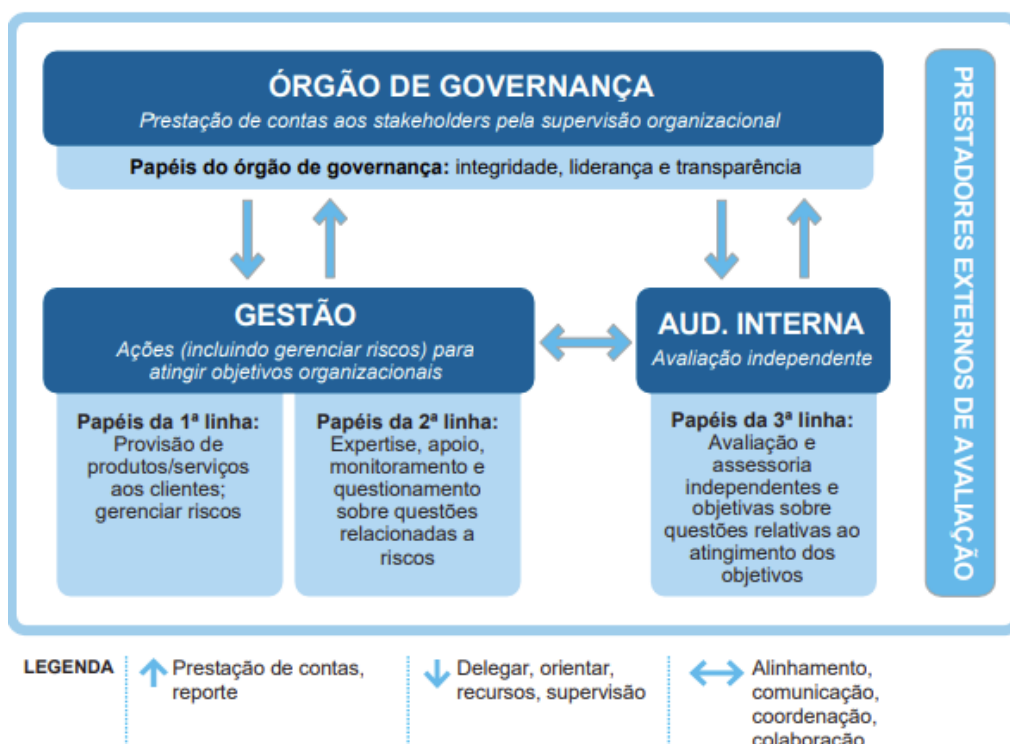 ÓRGÃO DE GOVERNANÇA
Prestação de contas aos stakeholders pela supervisão organizacional
Papéis do órgão de governança: integridade, liderança e transparência
GESTÃO
Ações (incluindo gerenciar riscos) para
atingir objetivos organizacionais
Papéis da 1ª linha:
Provisão de
produtos/serviços
aos clientes;
gerenciar riscos
Papéis da 2ª linha:
Expertise, apoio,
monitoramento e
questionamento
sobre questões
relacionadas a
riscos
AUD. INTERNA
Avaliação independente
Papéis da 3ª linha:
Avaliação e
assessoria
independentes e
objetivas sobre
questões relativas ao
atingimento dos
objetivos
PRESTADORES EXTERNOS DE AVALIAÇÃO
LEGENDA
Prestação de contas,
reporte
Delegar, orientar,
recursos, supervisão
Alinhamento,
comunicação,
coordenação,
colaboração